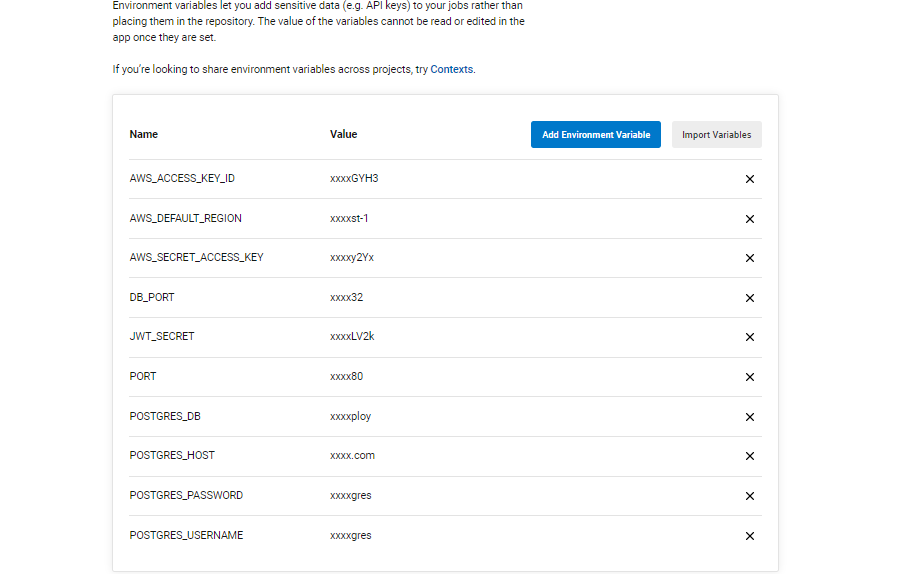 Environment variables let you add sensitive data (e.g. API keys) to your jobs rather than
placing them in the repository. The value of the variables cannot be read or edited in the
app once they are set.
If you're looking to share environment variables across projects, try Contexts.
Name Value Add Environment Variable Import Variables
AWS_ACCESS_KEY_ID xxxxGYH3
AWS_DEFAULT_REGION xxxxst-1
AWS_SECRET_ACCESS_KEY xxxxy2Yx
DB_PORT xxxx32
JWT_SECRET xxxxLV2k
PORT xxxx80
POSTGRES_DB xxxxploy
POSTGRES_HOST xxxx.com
POSTGRES_PASSWORD xxxxgres
POSTGRES_USERNAME xxxxgres